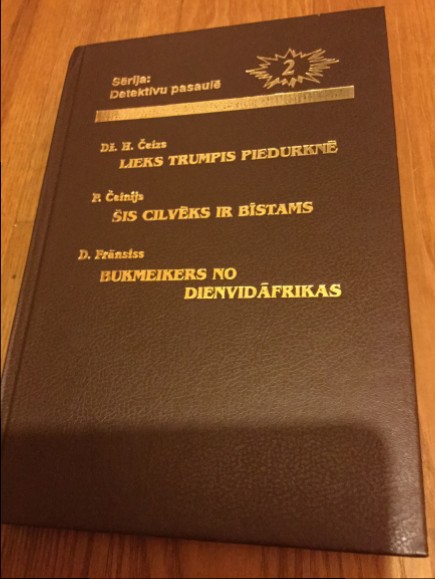 Sērija:
Detektīvu pasaulē
2
Dž. H. Čeizs
LIEKS TRUMPIS PIEDURKNĒ
P. Čeinijs
ŠIS CILVĒKS IR BĪSTAMS
D. Frānsiss
BUKMEIKERS NO
DIENVIDĀFRIKAS